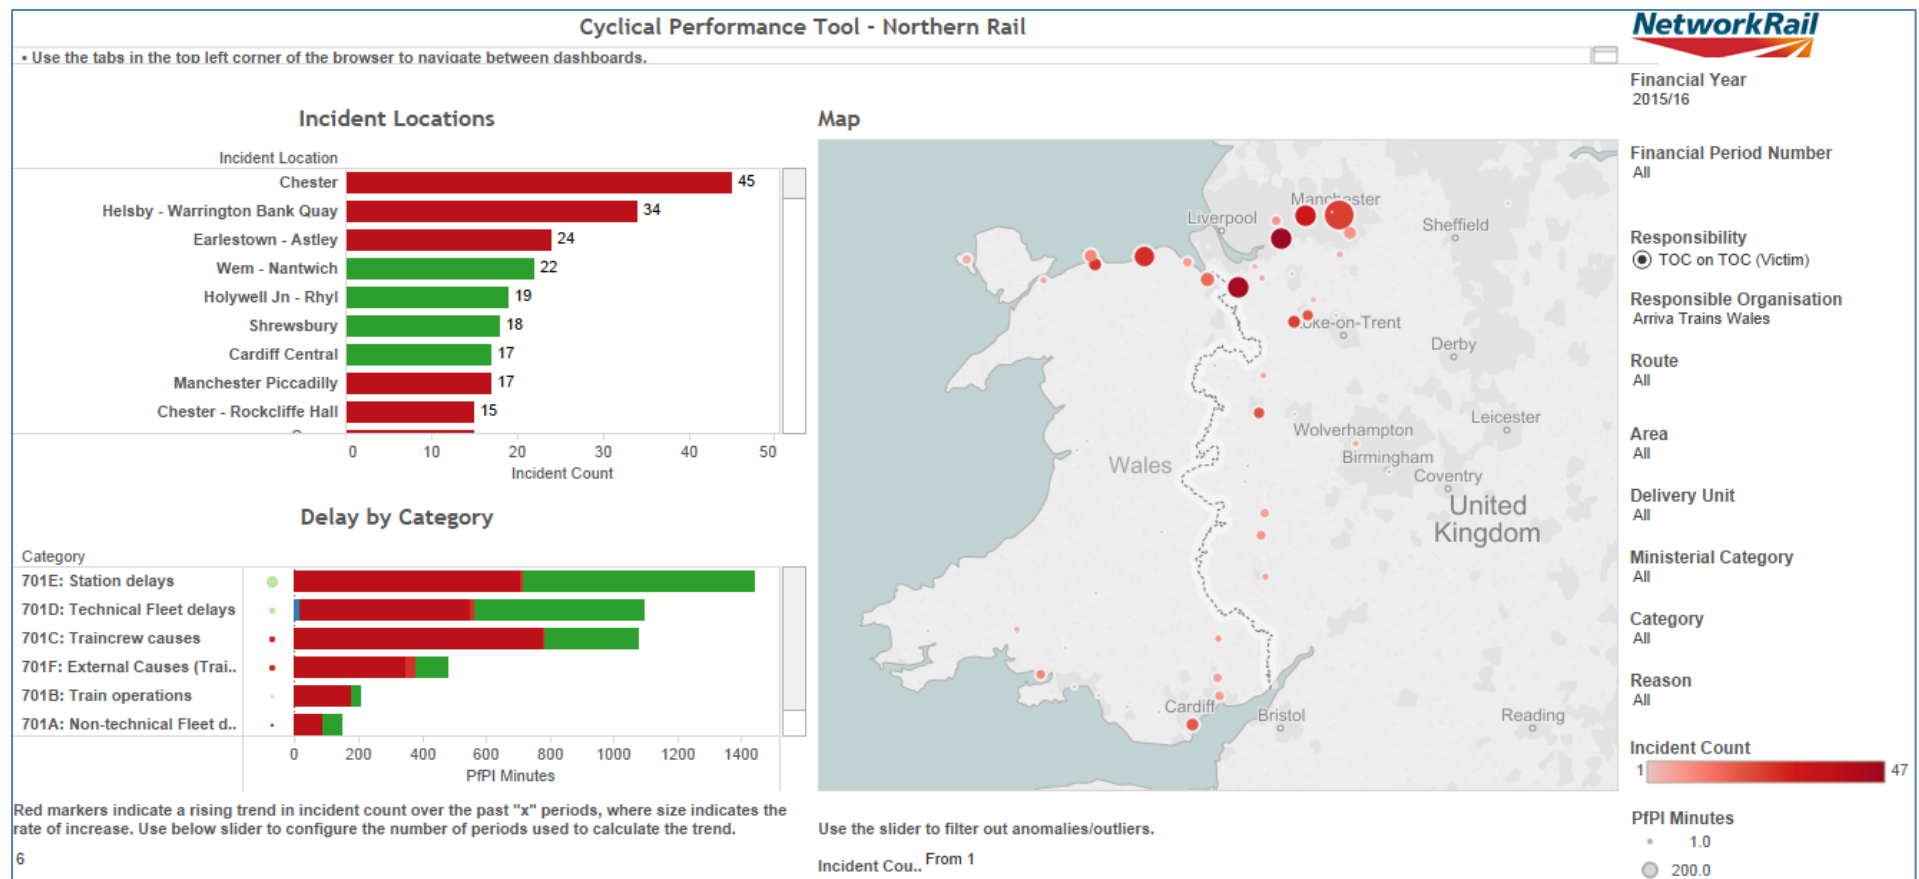 Cyclical Performance Tool - Northern Rail
NetworkRail
• Use the tabs in the top left corner of the browser to navigate between dashboards.
Incident Locations
Incident Location
Chester 45
Helsby - Warrington Bank Quay 34
Earlestown - Astley 24
Wem - Nantwich 22
Holywell Jn - Rhyl 19
Shrewsbury 18
Cardiff Central 17
Manchester Piccadilly 17
Chester - Rockcliffe Hall 15
0 10 20 30 40 50
Incident Count
Delay by Category
Category
701E: Station delays
701D: Technical Fleet delays
701C: Traincrew causes
701F: External Causes (Trai..
701B: Train operations
701A: Non-technical Fleet d..
0 200 400 600 800 1000 1200 1400
PfPI Minutes
Red markers indicate a rising trend in incident count over the past "x" periods, where size indicates the
rate of increase. Use below slider to configure the number of periods used to calculate the trend.
6
Map
Manchester
Liverpool
Sheffield
oke-on-Trent
Derby
Leicester
Wolverhampton
Birmingham
Wales
Coventry
United
Kingdom
Cardiff
Bristol
Reading
Use the slider to filter out anomalies/outliers.
Incident Cou.. From 1
Financial Year
2015/16
Financial Period Number
All
Responsibility
TOC on TOC (Victim)
Responsible Organisation
Arriva Trains Wales
Route
All
Area
All
Delivery Unit
All
Ministerial Category
All
Category
All
Reason
All
Incident Count
1 47
PfPI Minutes
1.0
200.0